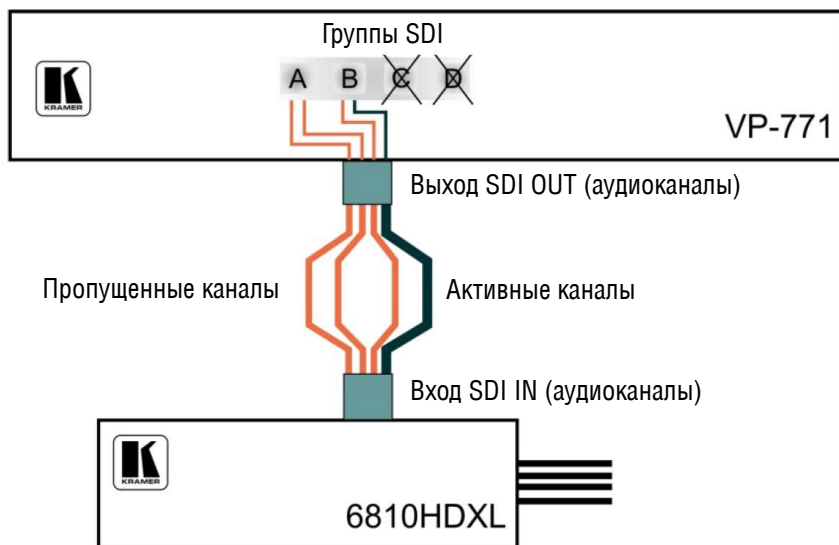 Группы SDI
A B C D
KRAMER
VP-771
Выход SDI OUT (аудиоканалы)
Пропущенные каналы
Активные каналы
Вход SDI IN (аудиоканалы)
KRAMER
6810HDXL